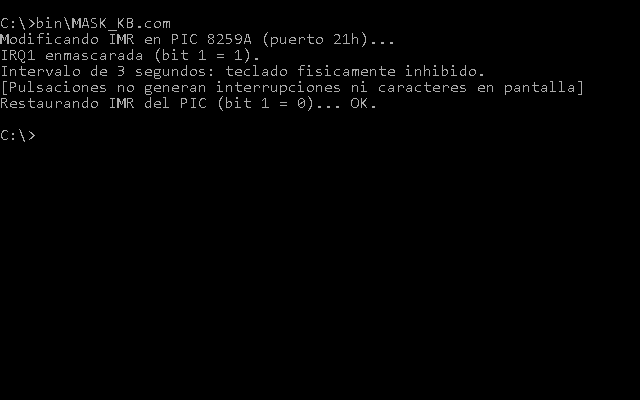 C:\>bin\MASK_KB.com
Modificando IMR en PIC 8259A (puerto 21h)...
IRQ1 enmascarada (bit 1 = 1).
Intervalo de 3 segundos: teclado fisicamente inhibido.
[Pulsaciones no generan interrupciones ni caracteres en pantalla]
Restaurando IMR del PIC (bit 1 = 0)... OK.
C:\>